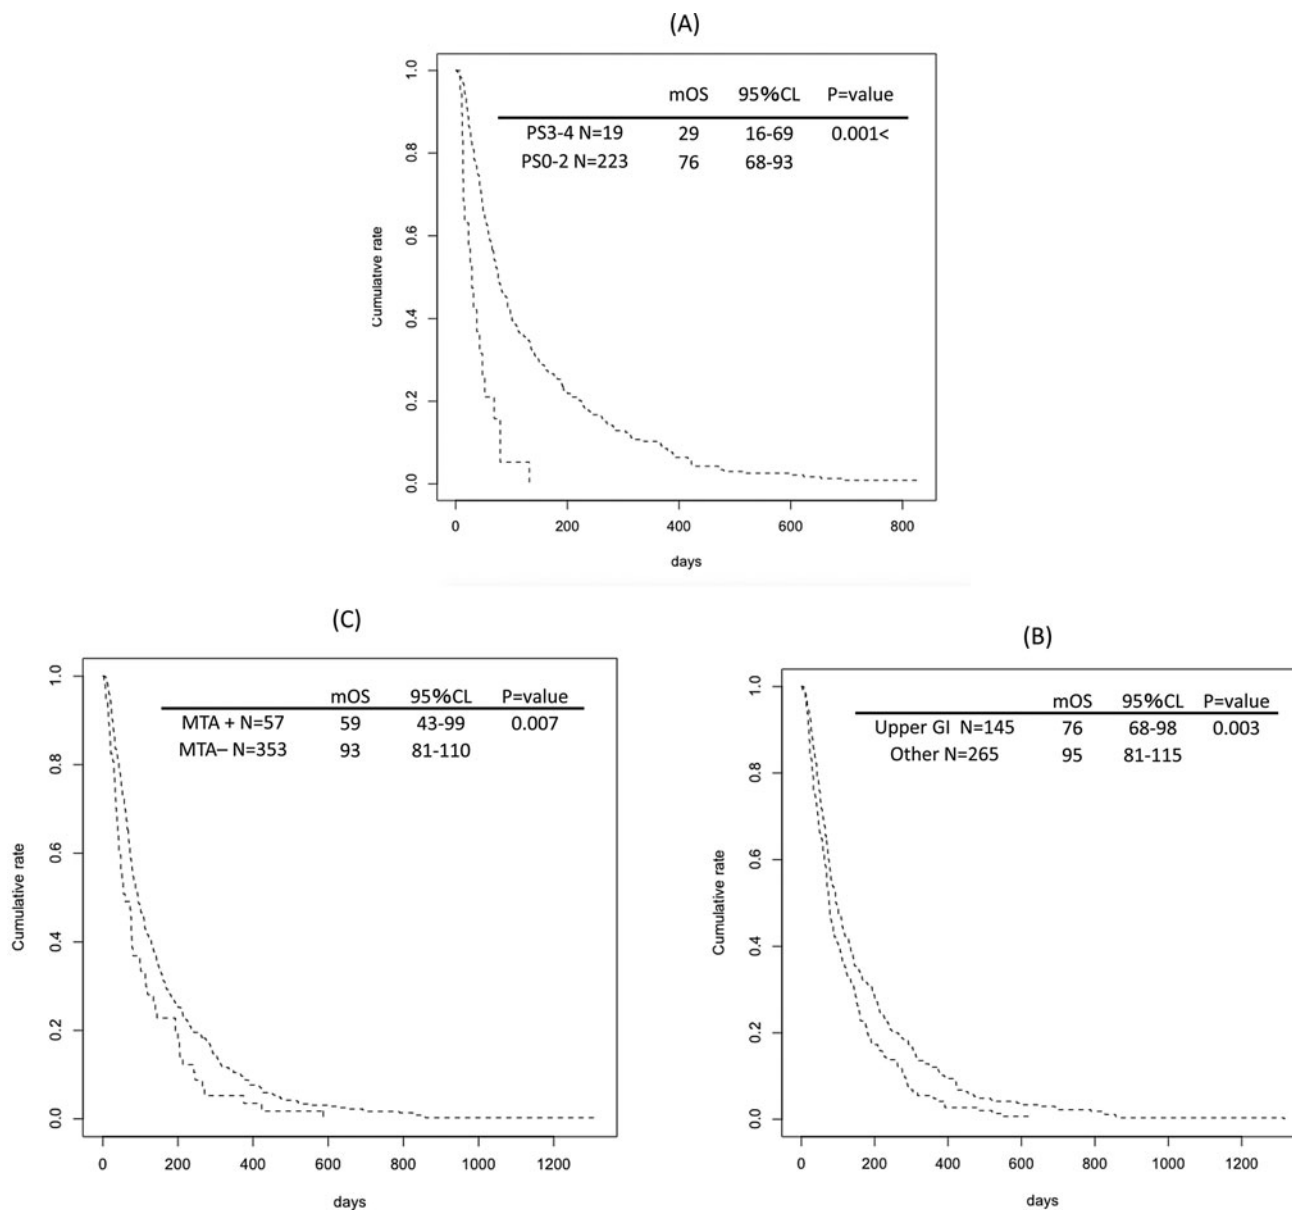 (A)
mOS 95%CL P=value
PS3-4 N=19 29 16-69 0.001<
PS0-2 N=223 76 68-93
1.0
0.8
0.6
0.4
0.2
0.0
Cumulative rate
0 200 400 600 800
days
(C)
mOS 95%CL P=value
MTA + N=57 59 43-99 0.007
MTA– N=353 93 81-110
1.0
0.8
0.6
0.4
0.2
0.0
Cumulative rate
0 200 400 600 800 1000 1200
days
(B)
mOS 95%CL P=value
Upper GI N=145 76 68-98 0.003
Other N=265 95 81-115
1.0
0.8
0.6
0.4
0.2
0.0
Cumulative rate
0 200 400 600 800 1000 1200
days